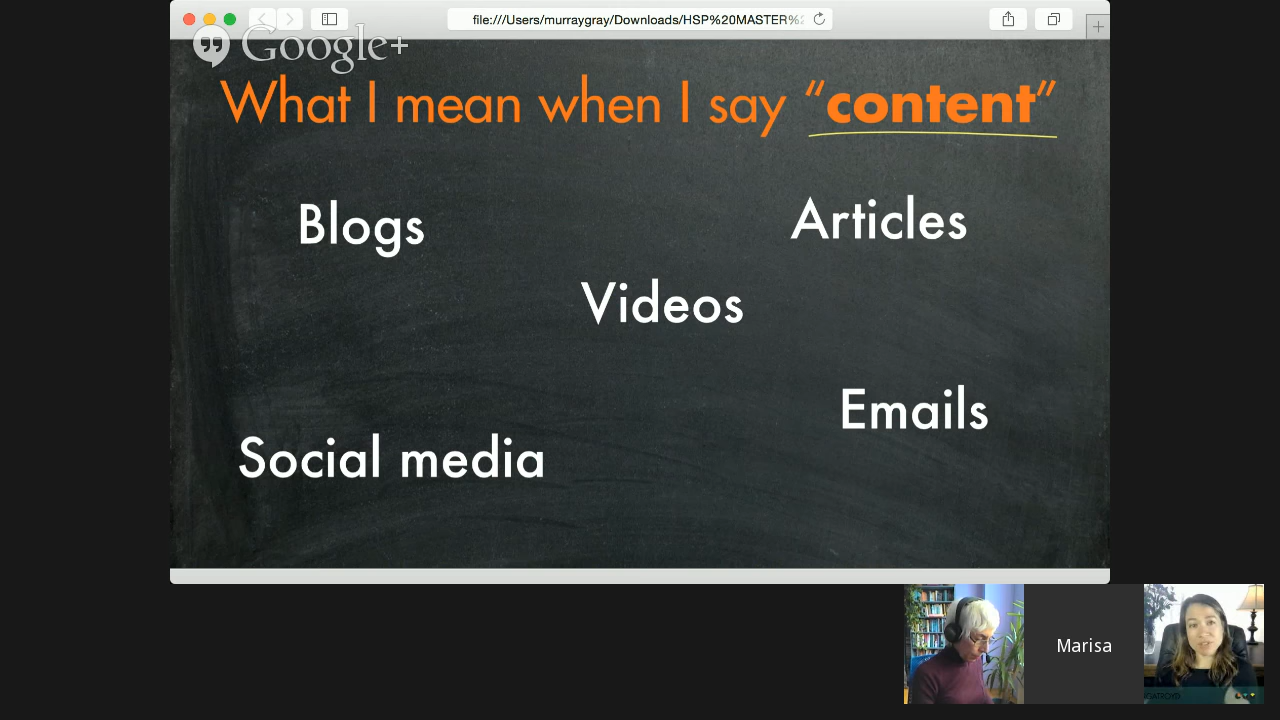 file:///Users/murraygray/Downloads/HSP%20MASTER%
Google+
What I mean when I say “content”
Blogs
Articles
Videos
Emails
Social media
Marisa